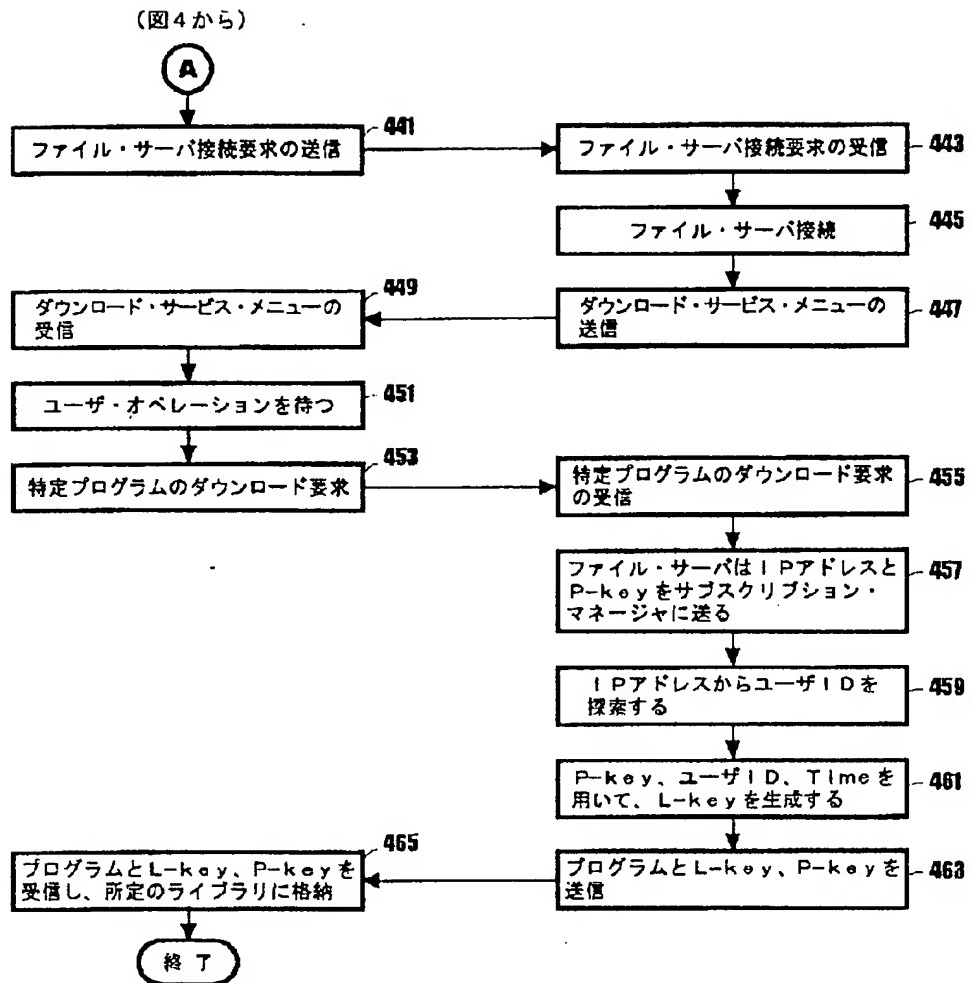 (図4から)
A
441
ファイル・サーバ接続要求の送信
443
ファイル・サーバ接続要求の受信
445
ファイル・サーバ接続
449
ダウンロード・サービス・メニューの
受信
447
ダウンロード・サービス・メニューの
送信
451
ユーザ・オペレーションを待つ
453
特定プログラムのダウンロード要求
455
特定プログラムのダウンロード要求
の受信
457
ファイル・サーバはIPアドレスと
P-keyをサブスクリプション・
マネージャに送る
459
IPアドレスからユーザIDを
探索する
461
P-key、ユーザID、Timeを
用いて、L-keyを生成する
465
プログラムとL-key、P-keyを
受信し、所定のライブラリに格納
463
プログラムとL-key、P-keyを
送信
終了